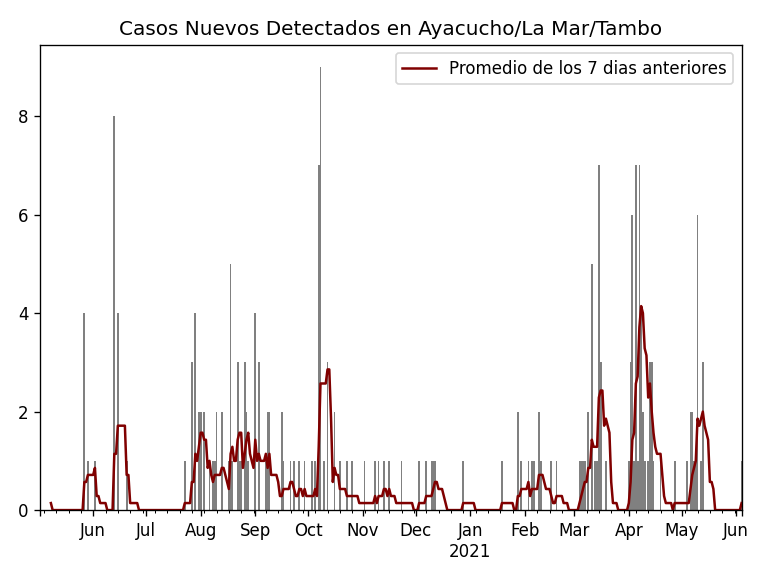 Casos Nuevos Detectados en Ayacucho/La Mar/Tambo
Promedio de los 7 dias anteriores
8
6
4
2
0
Jun Jul Aug Sep Oct Nov Dec Jan Feb Mar Apr May Jun
2021